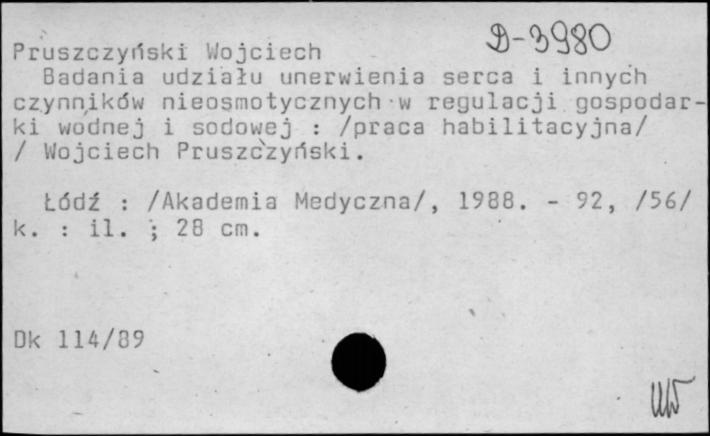 D-3980
Pruszczyński Wojciech
Badania udziału unerwienia serca i innych
czynników nieosmotycznych w regulacji gospodar-
ki wodnej i sodowej : /praca habilitacyjna/
/ Wojciech Pruszczyński.
Łódź : /Akademia Medyczna/, 1988. - 92, /56/
k. : il. ; 28 cm.
Dk 114/89